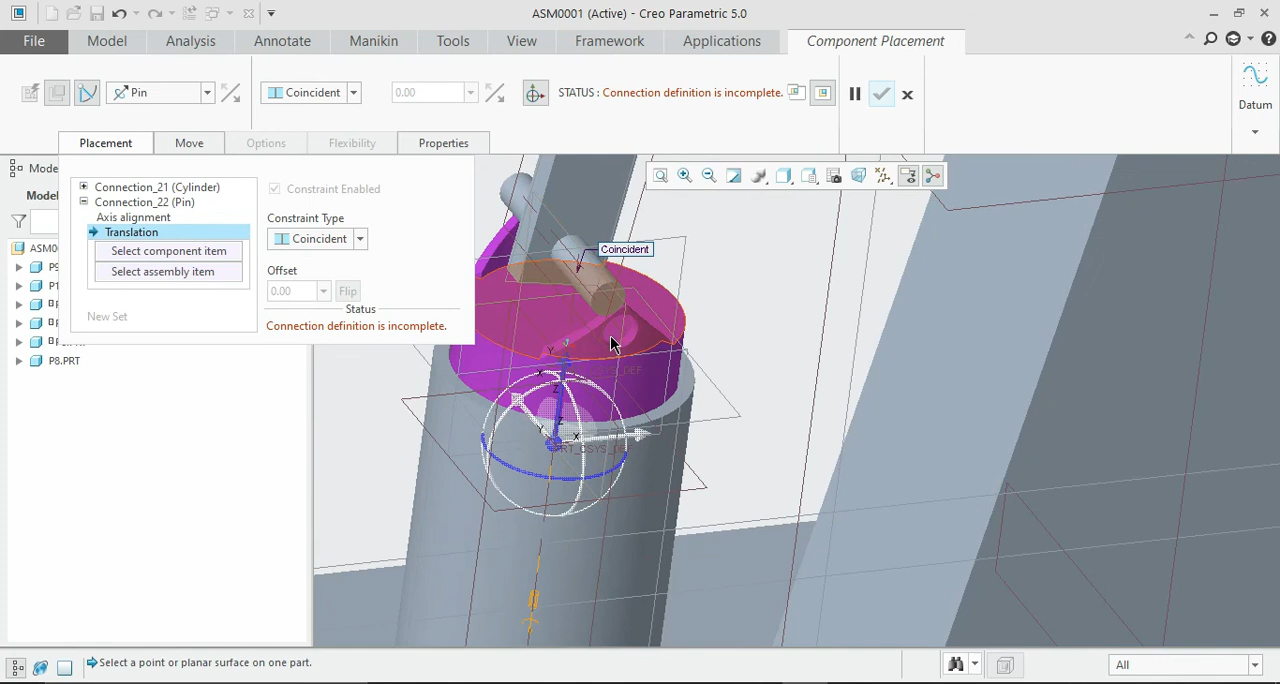 ASM0001 (Active) - Creo Parametric 5.0
File Model Analysis Annotate Manikin Tools View Framework Applications Component Placement
Pin Coincident 0.00 STATUS : Connection definition is incomplete. Datum
Placement Move Options Flexibility Properties
Mode
Model
ASM0
P8.PRT
Connection_21 (Cylinder)
Connection_22 (Pin)
Axis alignment
Translation
Select component item
Select assembly item
New Set
Constraint Enabled
Constraint Type
Coincident
Offset
0.00 Flip
Status
Connection definition is incomplete.
Coincident
Y
X
Z
Z
Y
X
Select a point or planar surface on one part.
All